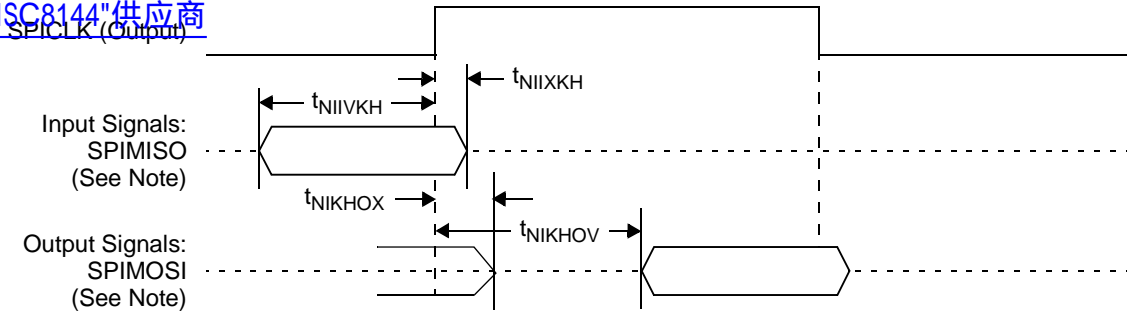 SC8144"供应商
SPICLK (Output)
tNIIXKH
tNIIVKH
Input Signals:
SPIMISO
(See Note)
tNIKHOX
tNIKHOV
Output Signals:
SPIMOSI
(See Note)